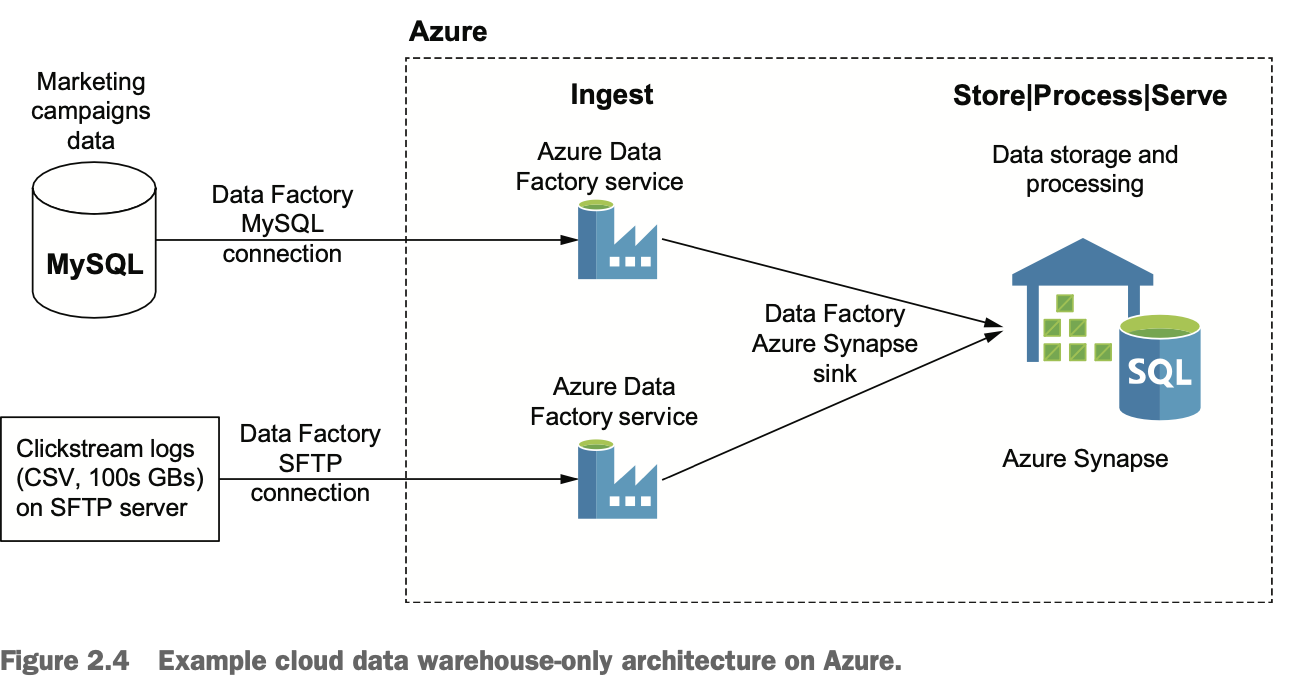 Azure
Marketing
campaigns
data
MySQL
Data Factory
MySQL
connection
Ingest
Azure Data
Factory service
Store|Process|Serve
Data storage and
processing
Data Factory
Azure Synapse
sink
SQL
Azure Synapse
Clickstream logs
(CSV, 100s GBs)
on SFTP server
Data Factory
SFTP
connection
Azure Data
Factory service
Figure 2.4 Example cloud data warehouse-only architecture on Azure.